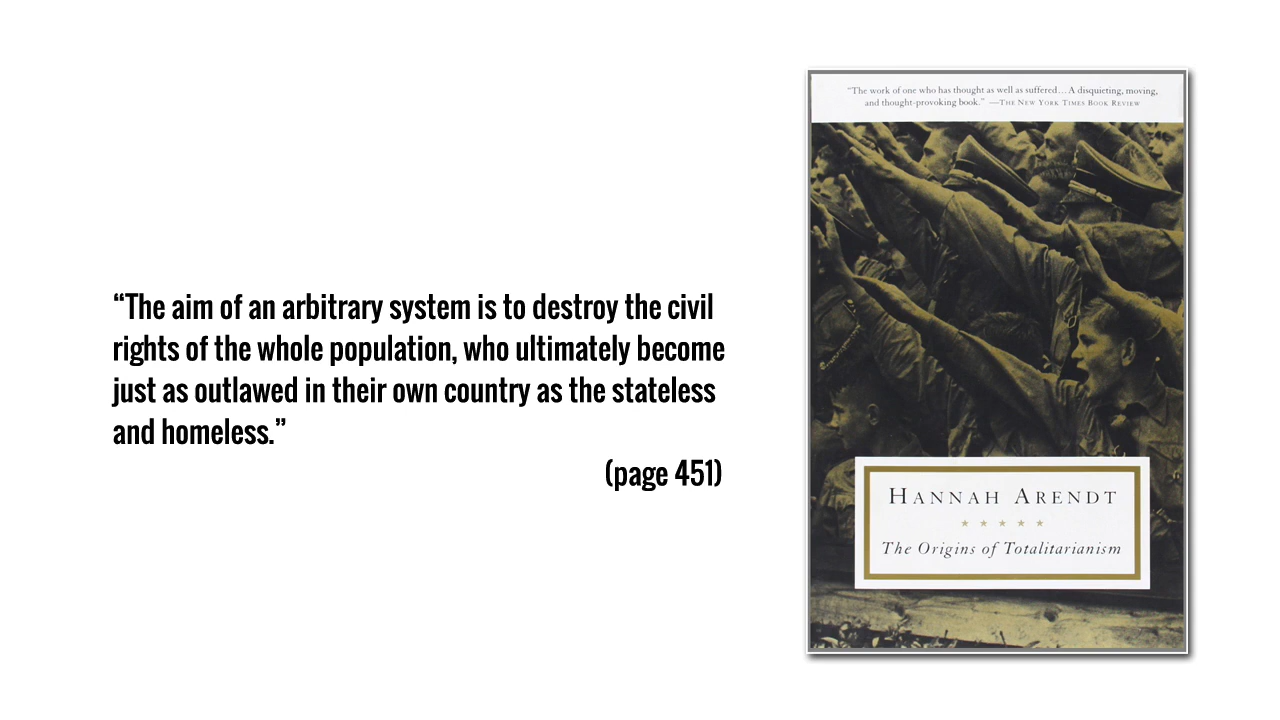 “The aim of an arbitrary system is to destroy the civil
rights of the whole population, who ultimately become
just as outlawed in their own country as the stateless
and homeless.”
(page 451)
“The work of one who has thought as well as suffered…A disquieting, moving,
and thought-provoking book.” —The New York Times Book Review
Hannah Arendt
The Origins of Totalitarianism